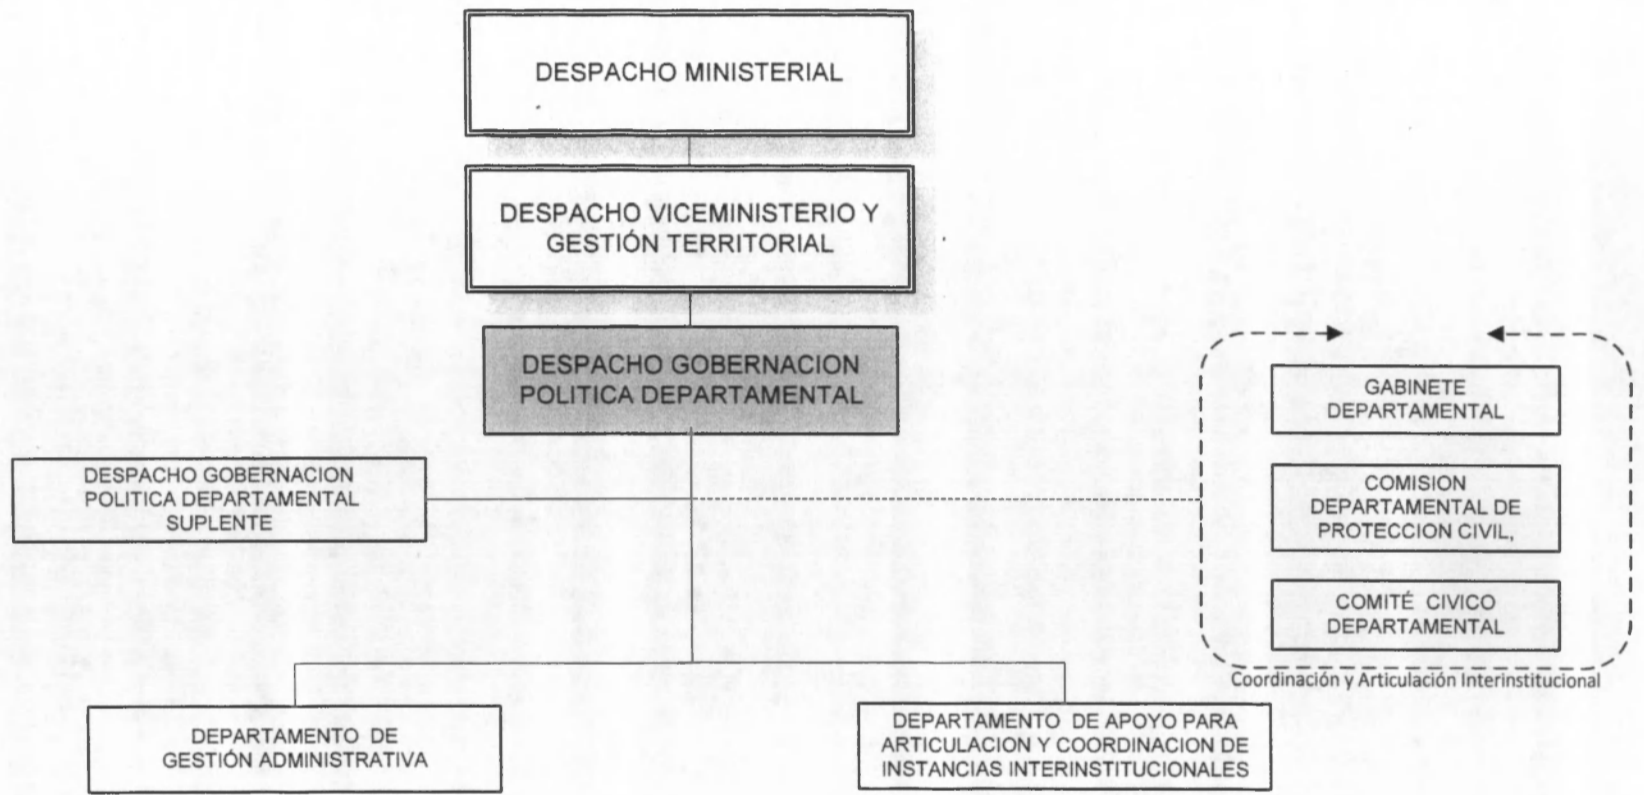 DESPACHO MINISTERIAL
DESPACHO VICEMINISTERIO Y
GESTIÓN TERRITORIAL
DESPACHO GOBERNACION
POLITICA DEPARTAMENTAL
DESPACHO GOBERNACION
POLITICA DEPARTAMENTAL
SUPLENTE
GABINETE
DEPARTAMENTAL
COMISION
DEPARTAMENTAL DE
PROTECCION CIVIL,
COMITÉ CIVICO
DEPARTAMENTAL
Coordinación y Articulación Interinstitucional
DEPARTAMENTO DE
GESTIÓN ADMINISTRATIVA
DEPARTAMENTO DE APOYO PARA
ARTICULACION Y COORDINACION DE
INSTANCIAS INTERINSTITUCIONALES